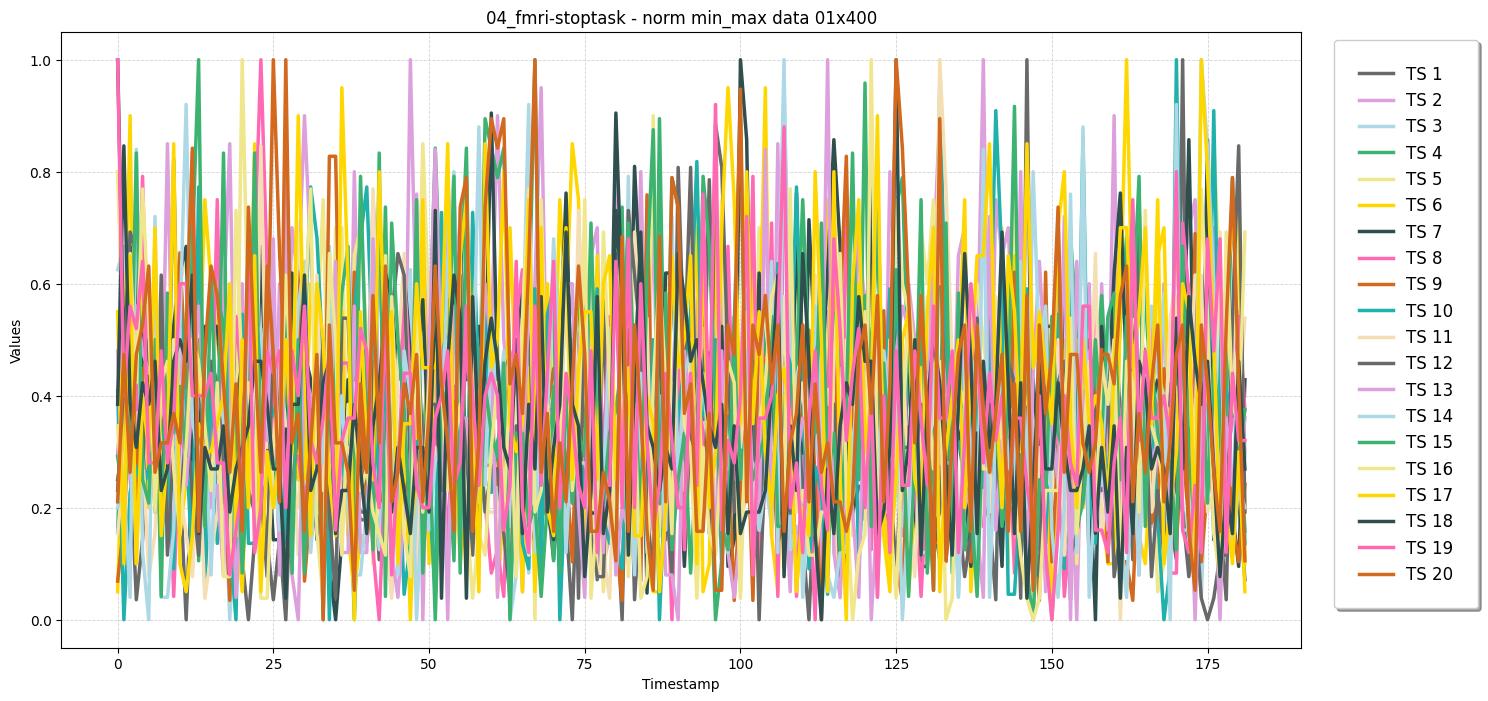 04_fmri-stoptask - norm min_max data 01x400
1.0
0.8
0.6
0.4
0.2
0.0
Values
0 25 50 75 100 125 150 175
Timestamp
TS 1
TS 2
TS 3
TS 4
TS 5
TS 6
TS 7
TS 8
TS 9
TS 10
TS 11
TS 12
TS 13
TS 14
TS 15
TS 16
TS 17
TS 18
TS 19
TS 20